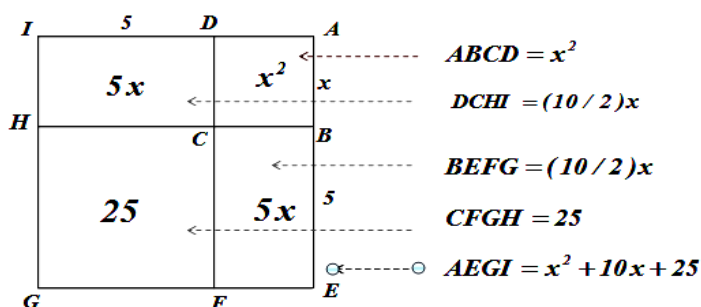 I 5 D A
5x x² x ABCD = x²
DCHI = (10 / 2)x
H C B
BEFG = (10 / 2)x
25 5x 5
CFGH = 25
AEGI = x² + 10x + 25
G F E